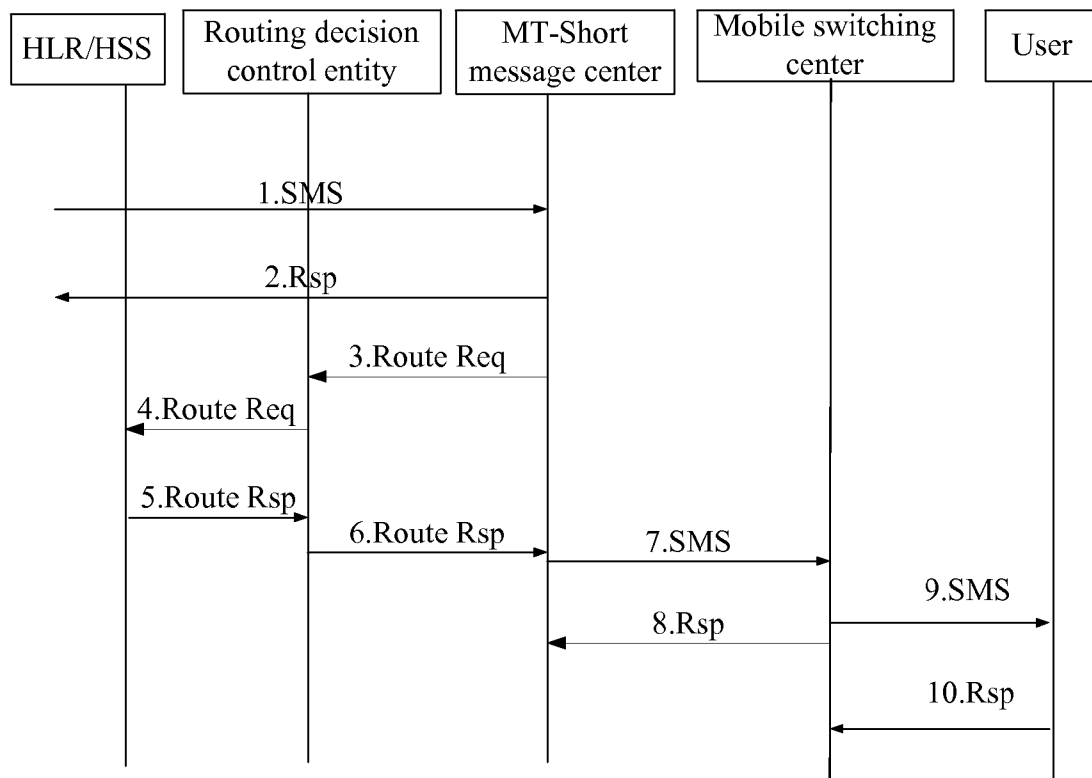 HLR/HSS
Routing decision
control entity
MT-Short
message center
Mobile switching
center
User
1.SMS
2.Rsp
3.Route Req
4.Route Req
5.Route Rsp
6.Route Rsp
7.SMS
9.SMS
8.Rsp
10.Rsp